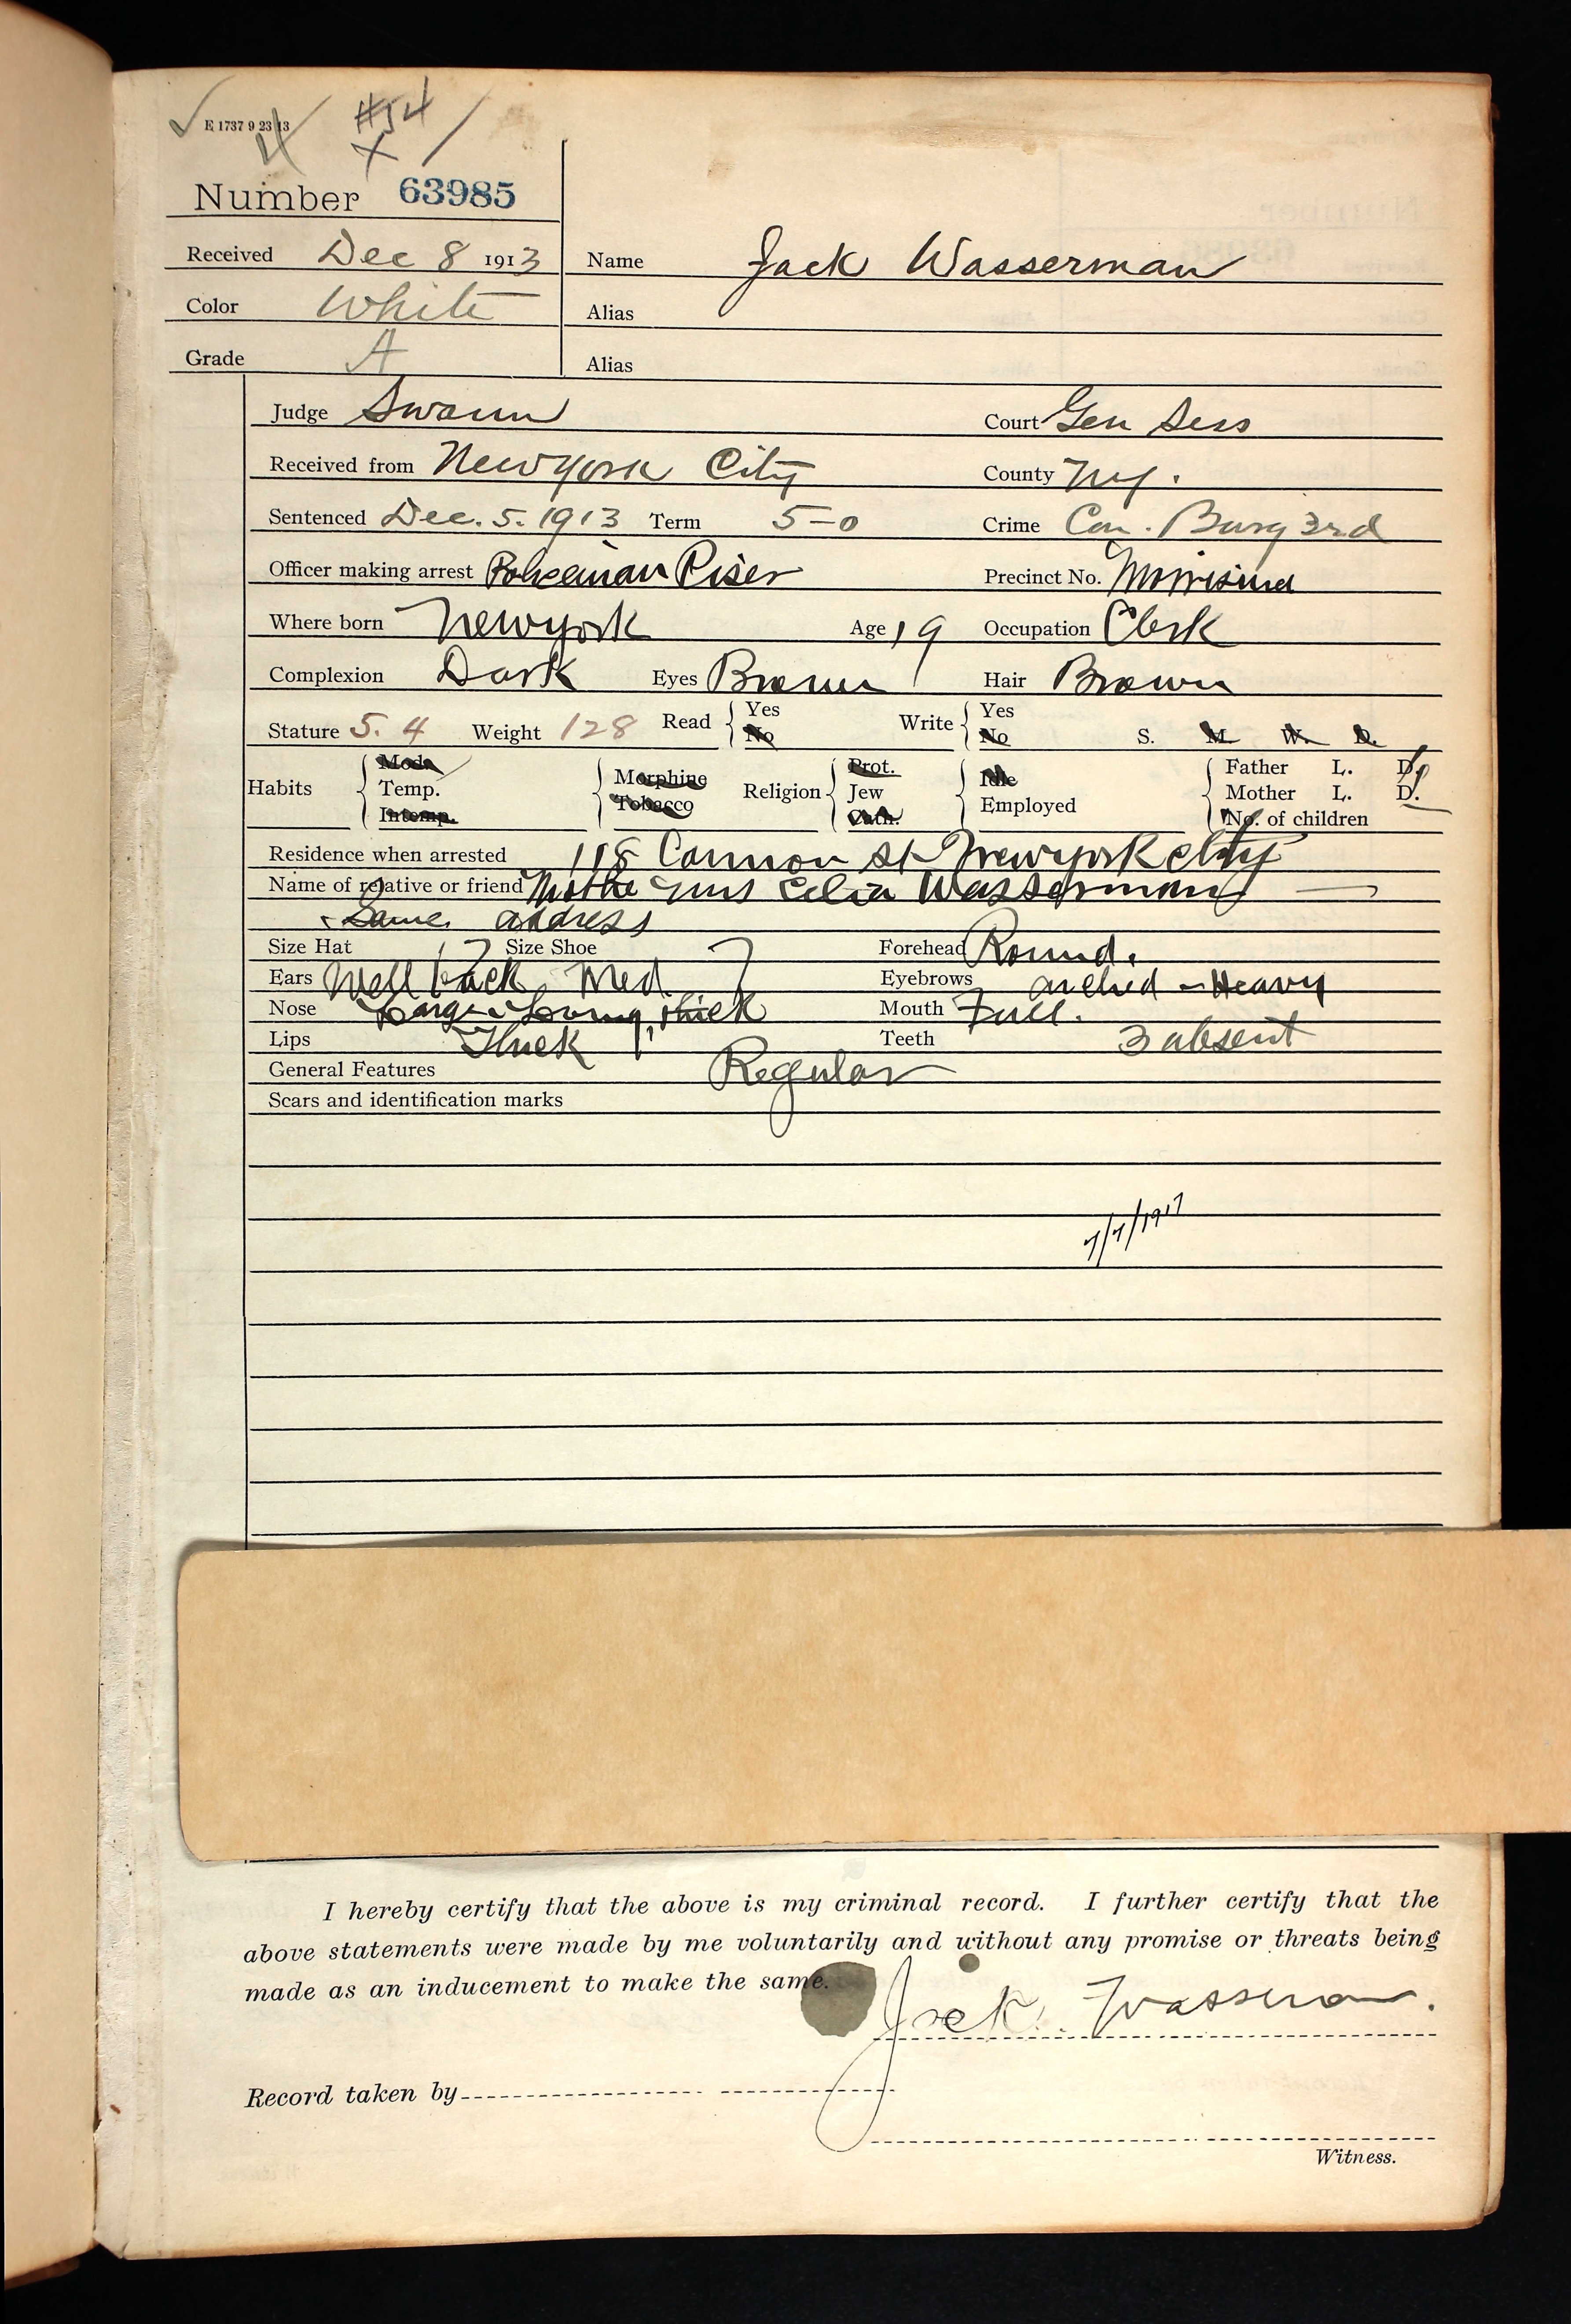 E 1737 9 23 13
4 #54 X
Number 63985
Received Dec 8 1913 Name Jack Wasserman
Color White Alias
Grade A Alias
Judge Swann Court Gen Sess
Received from New York City County N.Y.
Sentenced Dec. 5. 1913 Term 5-0 Crime Con. Burg 3rd
Officer making arrest Policeman Piser Precinct No. Morrisina
Where born New York Age 19 Occupation Clerk
Complexion Dark Eyes Brown Hair Brown
Stature 5. 4 Weight 128 Read Yes No Write Yes No S. M. W. D.
Habits Mode Temp. Intemp. Morphine Tobacco Religion Prot. Jew Cath. Idle Employed Father L. D. Mother L. D. No. of children
Residence when arrested 118 Cannon St New York City
Name of relative or friend Mother Mrs Celia Wasserman
Same address
Size Hat 7 Size Shoe 7 Forehead Round.
Ears Well back Med. Eyebrows arched - Heavy
Nose Large & Long, thick Mouth Full.
Lips Thick Teeth 3 absent
General Features Regular
Scars and identification marks
7/7/1917
I hereby certify that the above is my criminal record. I further certify that the
above statements were made by me voluntarily and without any promise or threats being
made as an inducement to make the same.
Jack Wasserman.
Record taken by
Witness.